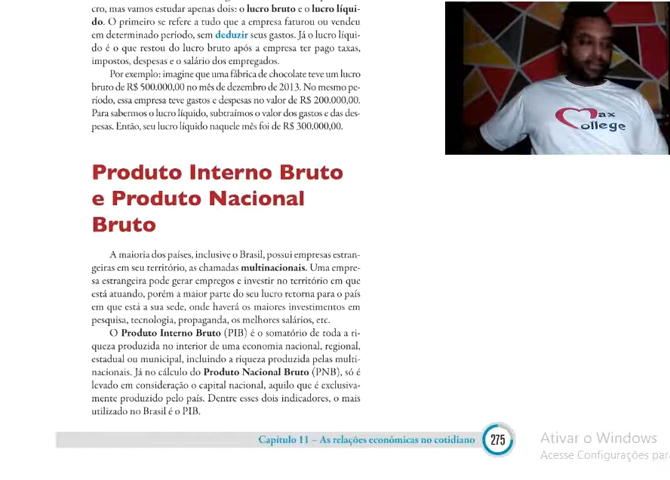 cro, mas vamos estudar apenas dois: o lucro bruto e o lucro líqui-
do. O primeiro se refere a tudo que a empresa faturou ou vendeu
em determinado período, sem deduzir seus gastos. Já o lucro líqui-
do é o que restou do lucro bruto após a empresa ter pago taxas,
impostos, despesas e o salário dos empregados.
Por exemplo: imagine que uma fábrica de chocolate teve um lucro
bruto de R$ 500.000,00 no mês de dezembro de 2013. No mesmo pe-
ríodo, essa empresa teve gastos e despesas no valor de R$ 200.000,00.
Para sabermos o lucro líquido, subtraímos o valor dos gastos e das des-
pesas. Então, seu lucro líquido naquele mês foi de R$ 300.000,00.
Produto Interno Bruto
e Produto Nacional
Bruto
A maioria dos países, inclusive o Brasil, possui empresas estran-
geiras em seu território, as chamadas multinacionais. Uma empre-
sa estrangeira pode gerar empregos e investir no território em que
está atuando, porém a maior parte do seu lucro retorna para o país
em que está a sua sede, onde haverá os maiores investimentos em
pesquisa, tecnologia, propaganda, os melhores salários, etc.
O Produto Interno Bruto (PIB) é o somatório de toda a ri-
queza produzida no interior de uma economia nacional, regional,
estadual ou municipal, incluindo a riqueza produzida pelas multi-
nacionais. Já no cálculo do Produto Nacional Bruto (PNB), só é
levado em consideração o capital nacional, aquilo que é exclusiva-
mente produzido pelo país. Dentre esses dois indicadores, o mais
utilizado no Brasil é o PIB.
Capítulo 11 – As relações econômicas no cotidiano 275
Max
College
Ativar o Windows
Acesse Configurações par